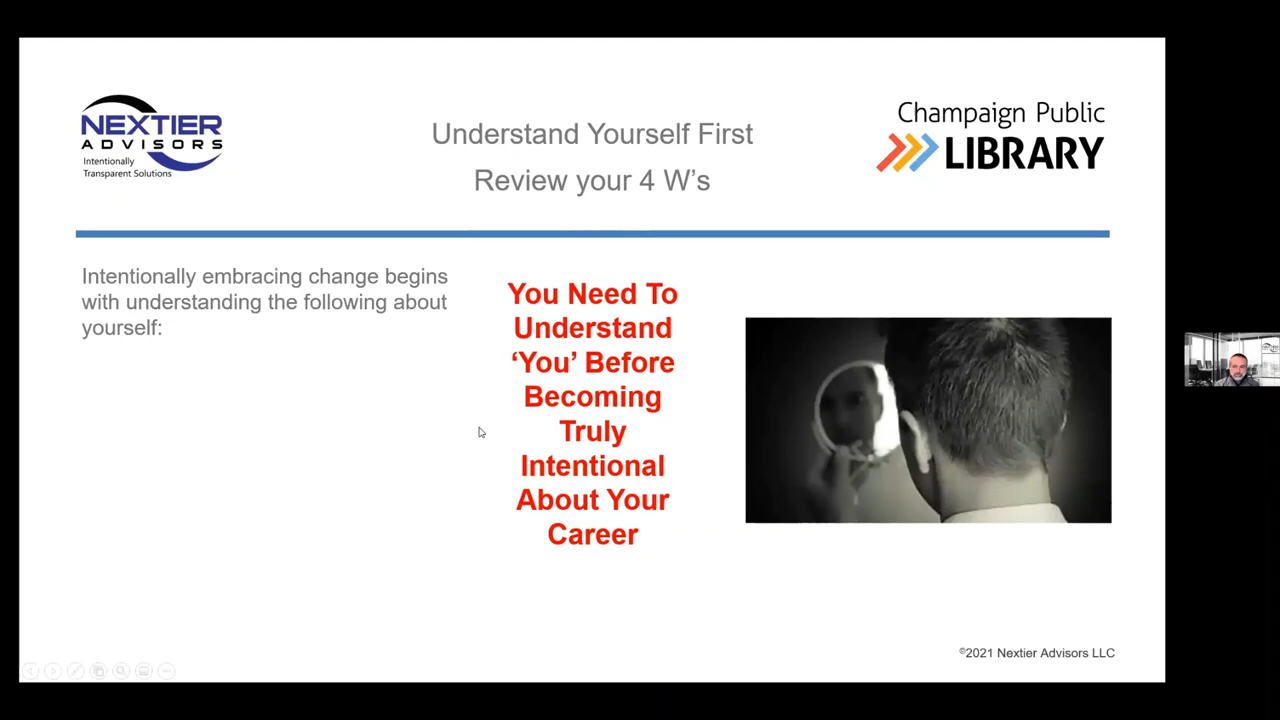 NEXTIER
ADVISORS
Intentionally
Transparent Solutions
Understand Yourself First
Review your 4 W's
Champaign Public
LIBRARY
Intentionally embracing change begins
with understanding the following about
yourself:
You Need To
Understand
‘You’ Before
Becoming
Truly
Intentional
About Your
Career
©2021 Nextier Advisors LLC
NEXTIER